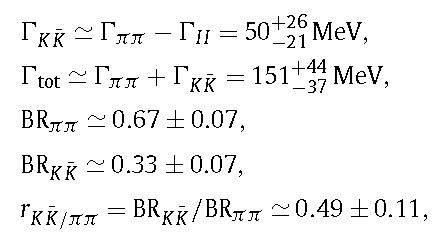 Γ_{KK̄} ≃ Γ_{ππ} − Γ_{II} = 50^{+26}_{−21} MeV,
Γ_{tot} ≃ Γ_{ππ} + Γ_{KK̄} = 151^{+44}_{−37} MeV,
BR_{ππ} ≃ 0.67 ± 0.07,
BR_{KK̄} ≃ 0.33 ± 0.07,
r_{KK̄/ππ} = BR_{KK̄}/BR_{ππ} ≃ 0.49 ± 0.11,